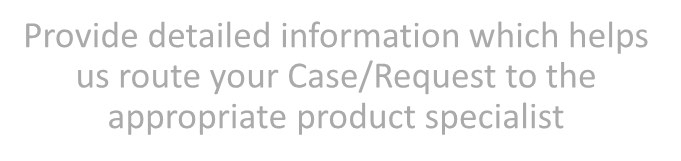 Provide detailed information which helps
us route your Case/Request to the
appropriate product specialist